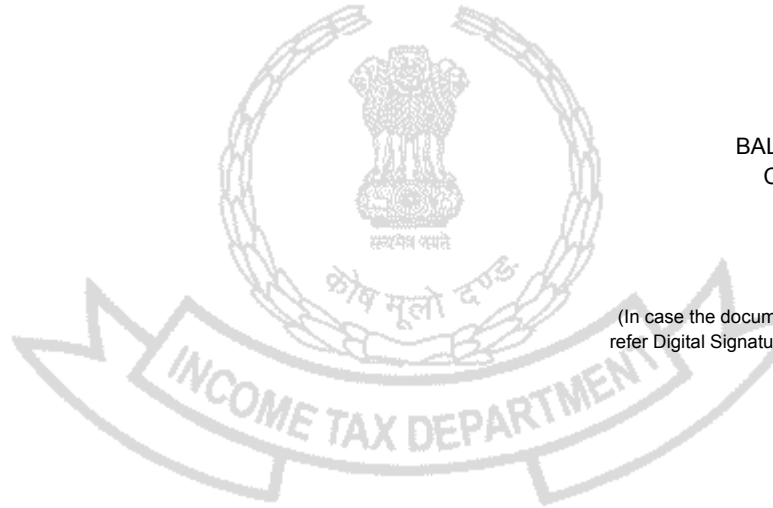 BAL
सत्यमेव जयते
कोष मूलो दण्डः
(In case the docum
refer Digital Signatu
INCOME TAX DEPARTMENT